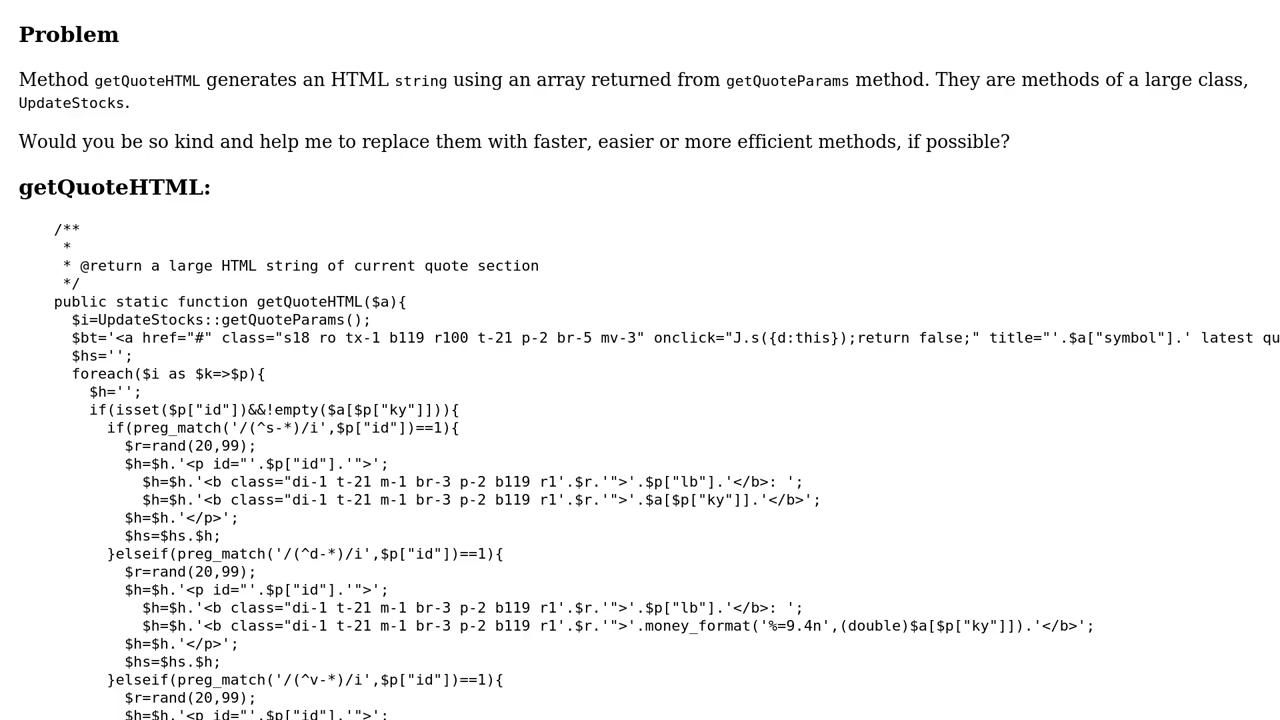 Problem
Method getQuoteHTML generates an HTML string using an array returned from getQuoteParams method. They are methods of a large class,
UpdateStocks.
Would you be so kind and help me to replace them with faster, easier or more efficient methods, if possible?
getQuoteHTML:
/**
 *
 * @return a large HTML string of current quote section
 */
public static function getQuoteHTML($a){
  $i=UpdateStocks::getQuoteParams();
  $bt='<a href="#" class="s18 ro tx-1 b119 r100 t-21 p-2 br-5 mv-3" onclick="J.s({d:this});return false;" title="'.$a["symbol"].' latest qu
  $hs='';
  foreach($i as $k=>$p){
    $h='';
    if(isset($p["id"])&&!empty($a[$p["ky"]])){
      if(preg_match('/(^s-*)/i',$p["id"])==1){
        $r=rand(20,99);
        $h=$h.'<p id="'.$p["id"].'">';
          $h=$h.'<b class="di-1 t-21 m-1 br-3 p-2 b119 r1'.$r.'">'.$p["lb"].'</b>: ';
          $h=$h.'<b class="di-1 t-21 m-1 br-3 p-2 b119 r1'.$r.'">'.$a[$p["ky"]].'</b>';
        $h=$h.'</p>';
        $hs=$hs.$h;
      }elseif(preg_match('/(^d-*)/i',$p["id"])==1){
        $r=rand(20,99);
        $h=$h.'<p id="'.$p["id"].'">';
          $h=$h.'<b class="di-1 t-21 m-1 br-3 p-2 b119 r1'.$r.'">'.$p["lb"].'</b>: ';
          $h=$h.'<b class="di-1 t-21 m-1 br-3 p-2 b119 r1'.$r.'">'.money_format('%=9.4n',(double)$a[$p["ky"]]).'</b>';
        $h=$h.'</p>';
        $hs=$hs.$h;
      }elseif(preg_match('/(^v-*)/i',$p["id"])==1){
        $r=rand(20,99);
        $h=$h.'<p id="'.$p["id"].'">';